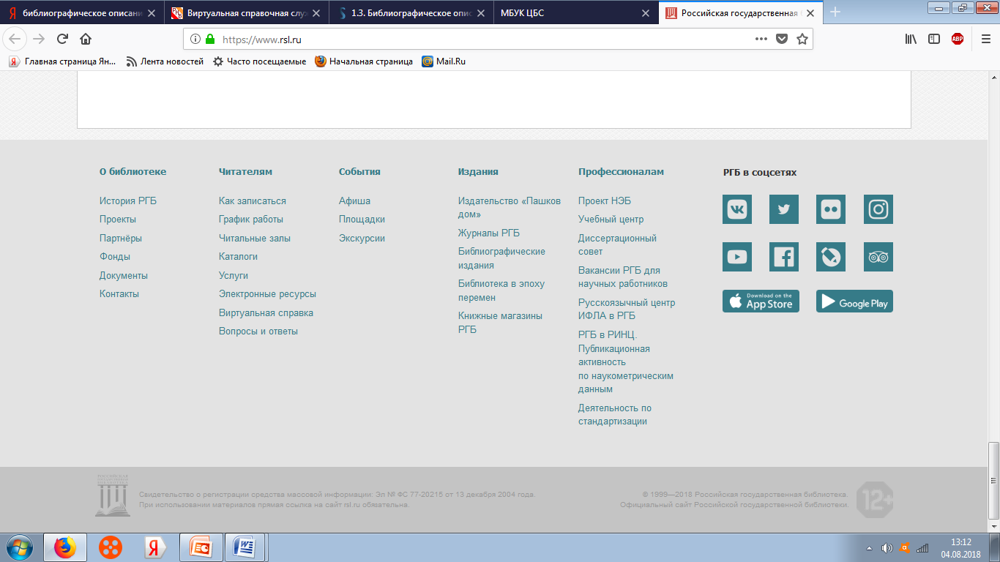 библиографическое описани
Виртуальная справочная слу
1.3. Библиографическое опис
МБУК ЦБС
Российская государственная б
https://www.rsl.ru
ABP
Главная страница Ян...
Лента новостей
Часто посещаемые
Начальная страница
Mail.Ru
О библиотеке
История РГБ
Проекты
Партнёры
Фонды
Документы
Контакты
Читателям
Как записаться
График работы
Читальные залы
Каталоги
Услуги
Электронные ресурсы
Виртуальная справка
Вопросы и ответы
События
Афиша
Площадки
Экскурсии
Издания
Издательство «Пашков
дом»
Журналы РГБ
Библиографические
издания
Библиотека в эпоху
перемен
Книжные магазины
РГБ
Профессионалам
Проект НЭБ
Учебный центр
Диссертационный
совет
Вакансии РГБ для
научных работников
Русскоязычный центр
ИФЛА в РГБ
РГБ в РИНЦ.
Публикационная
активность
по наукометрическим
данным
Деятельность по
стандартизации
РГБ в соцсетях
Download on the
App Store
Google Play
Свидетельство о регистрации средства массовой информации: Эл № ФС 77-20215 от 13 декабря 2004 года.
При использовании материалов прямая ссылка на сайт rsl.ru обязательна.
© 1999—2018 Российская государственная библиотека.
Официальный сайт Российской государственной библиотеки.
12+
13:12
04.08.2018